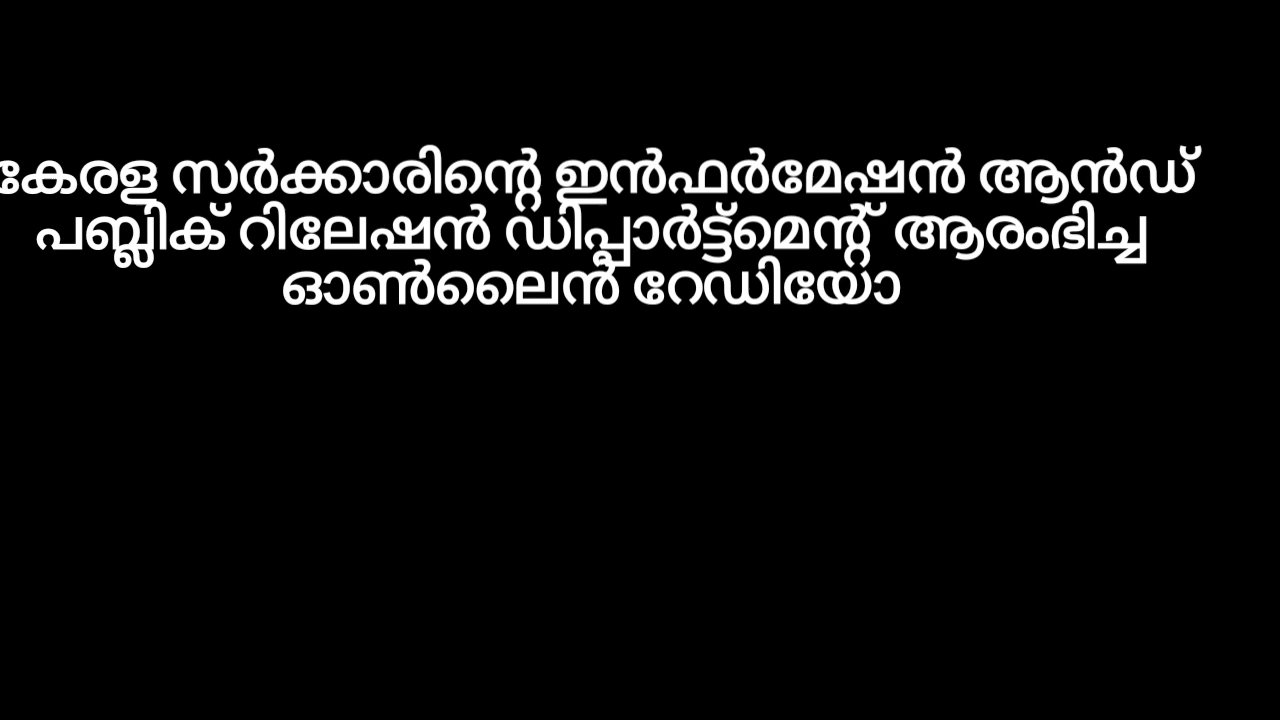 കേരള സർക്കാരിന്റെ ഇൻഫർമേഷൻ ആൻഡ്
പബ്ലിക് റിലേഷൻ ഡിപ്പാർട്ട്മെന്റ് ആരംഭിച്ച
ഓൺലൈൻ റേഡിയോ